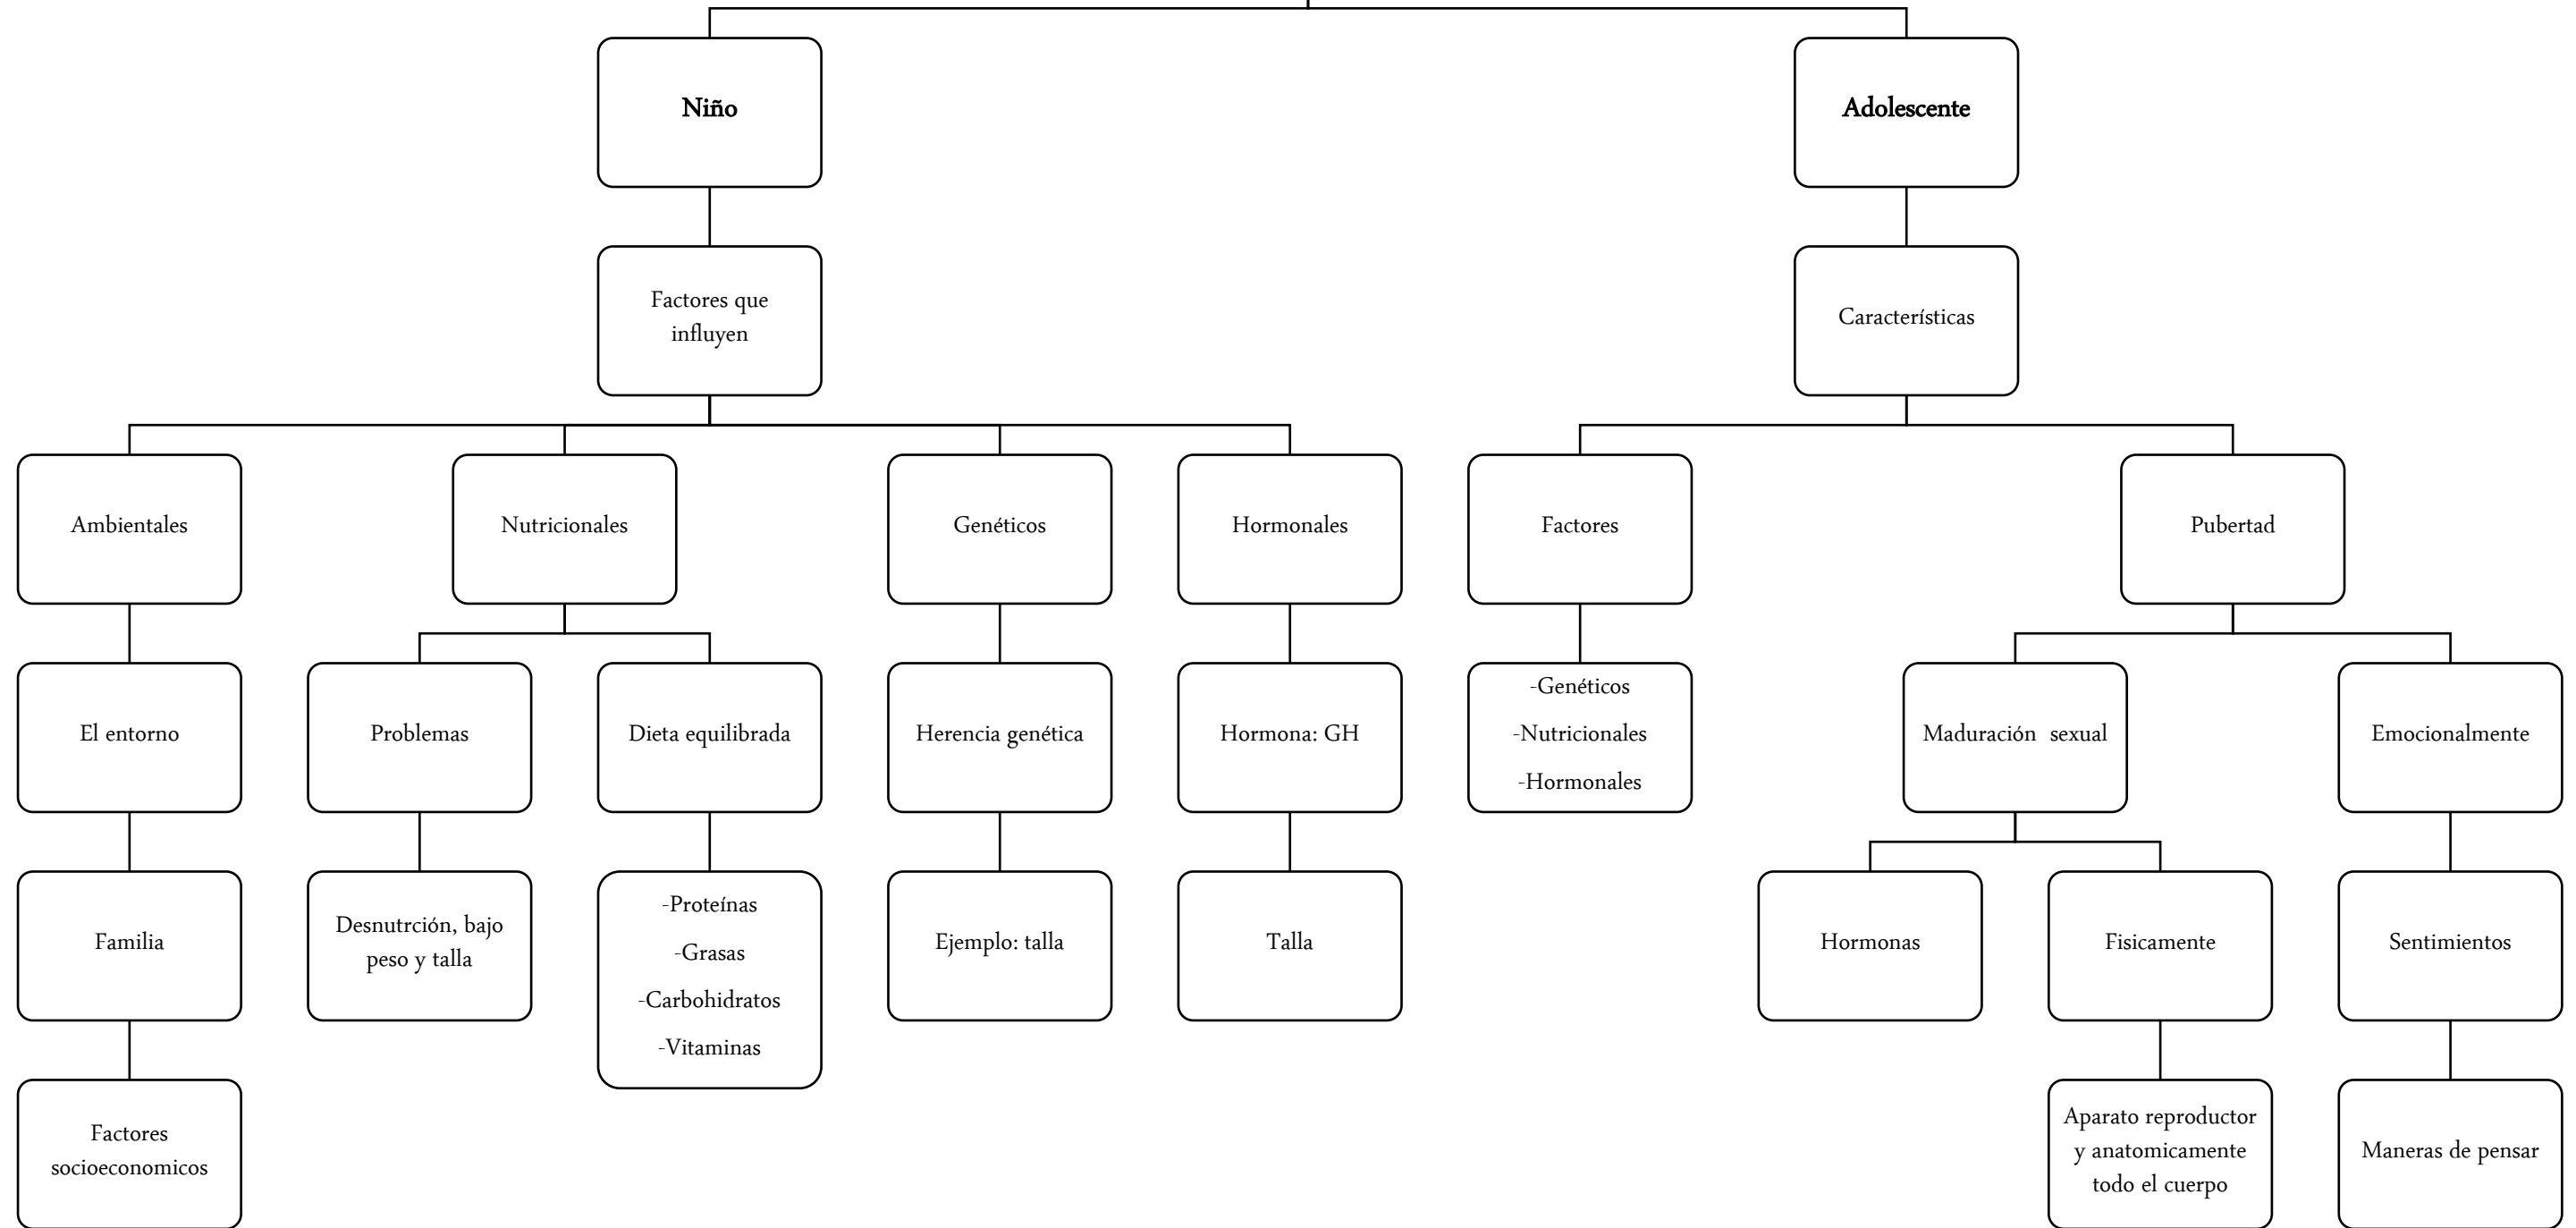 Niño
Adolescente
Factores que
influyen
Características
Ambientales
Nutricionales
Genéticos
Hormonales
Factores
Pubertad
El entorno
Problemas
Dieta equilibrada
Herencia genética
Hormona: GH
-Genéticos
-Nutricionales
-Hormonales
Maduración  sexual
Emocionalmente
Familia
Desnutrción, bajo
peso y talla
-Proteínas
-Grasas
-Carbohidratos
-Vitaminas
Ejemplo: talla
Talla
Hormonas
Fisicamente
Sentimientos
Factores
socioeconomicos
Aparato reproductor
y anatomicamente
todo el cuerpo
Maneras de pensar